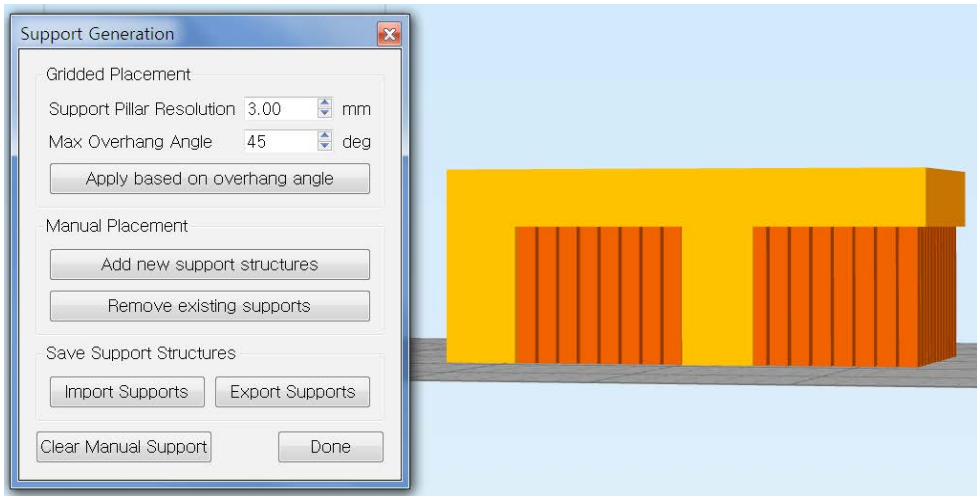 Support Generation
Gridded Placement
Support Pillar Resolution 3.00 mm
Max Overhang Angle 45 deg
Apply based on overhang angle
Manual Placement
Add new support structures
Remove existing supports
Save Support Structures
Import Supports Export Supports
Clear Manual Support Done